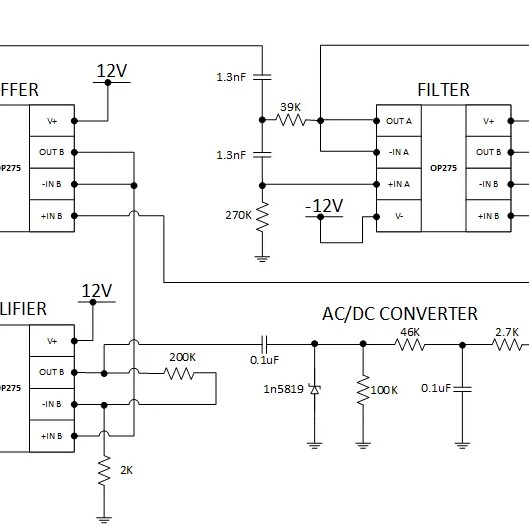 12V
FFER
V+
OUT B
-IN B
+IN B
P275
1.3nF
1.3nF
39K
270K
-12V
FILTER
OUT A
-IN A
+IN A
V-
OP275
V+
OUT B
-IN B
+IN B
12V
LIFIER
V+
OUT B
-IN B
+IN B
P275
200K
2K
AC/DC CONVERTER
0.1uF
1n5819
100K
46K
0.1uF
2.7K